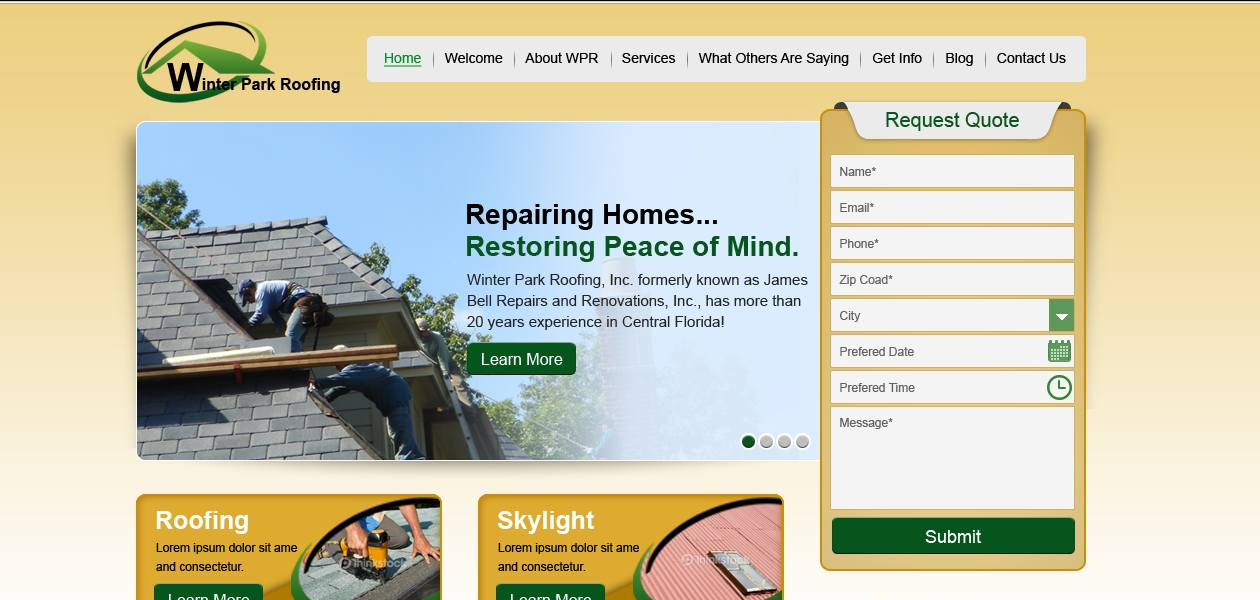 Winter Park Roofing
Home Welcome About WPR Services What Others Are Saying Get Info Blog Contact Us
Repairing Homes...
Restoring Peace of Mind.
Winter Park Roofing, Inc. formerly known as James
Bell Repairs and Renovations, Inc., has more than
20 years experience in Central Florida!
Learn More
Request Quote
Name*
Email*
Phone*
Zip Coad*
City
Prefered Date
Prefered Time
Message*
Submit
Roofing
Lorem ipsum dolor sit ame
and consectetur.
Learn More
thinkstock
Skylight
Lorem ipsum dolor sit ame
and consectetur.
Learn More
thinkstock